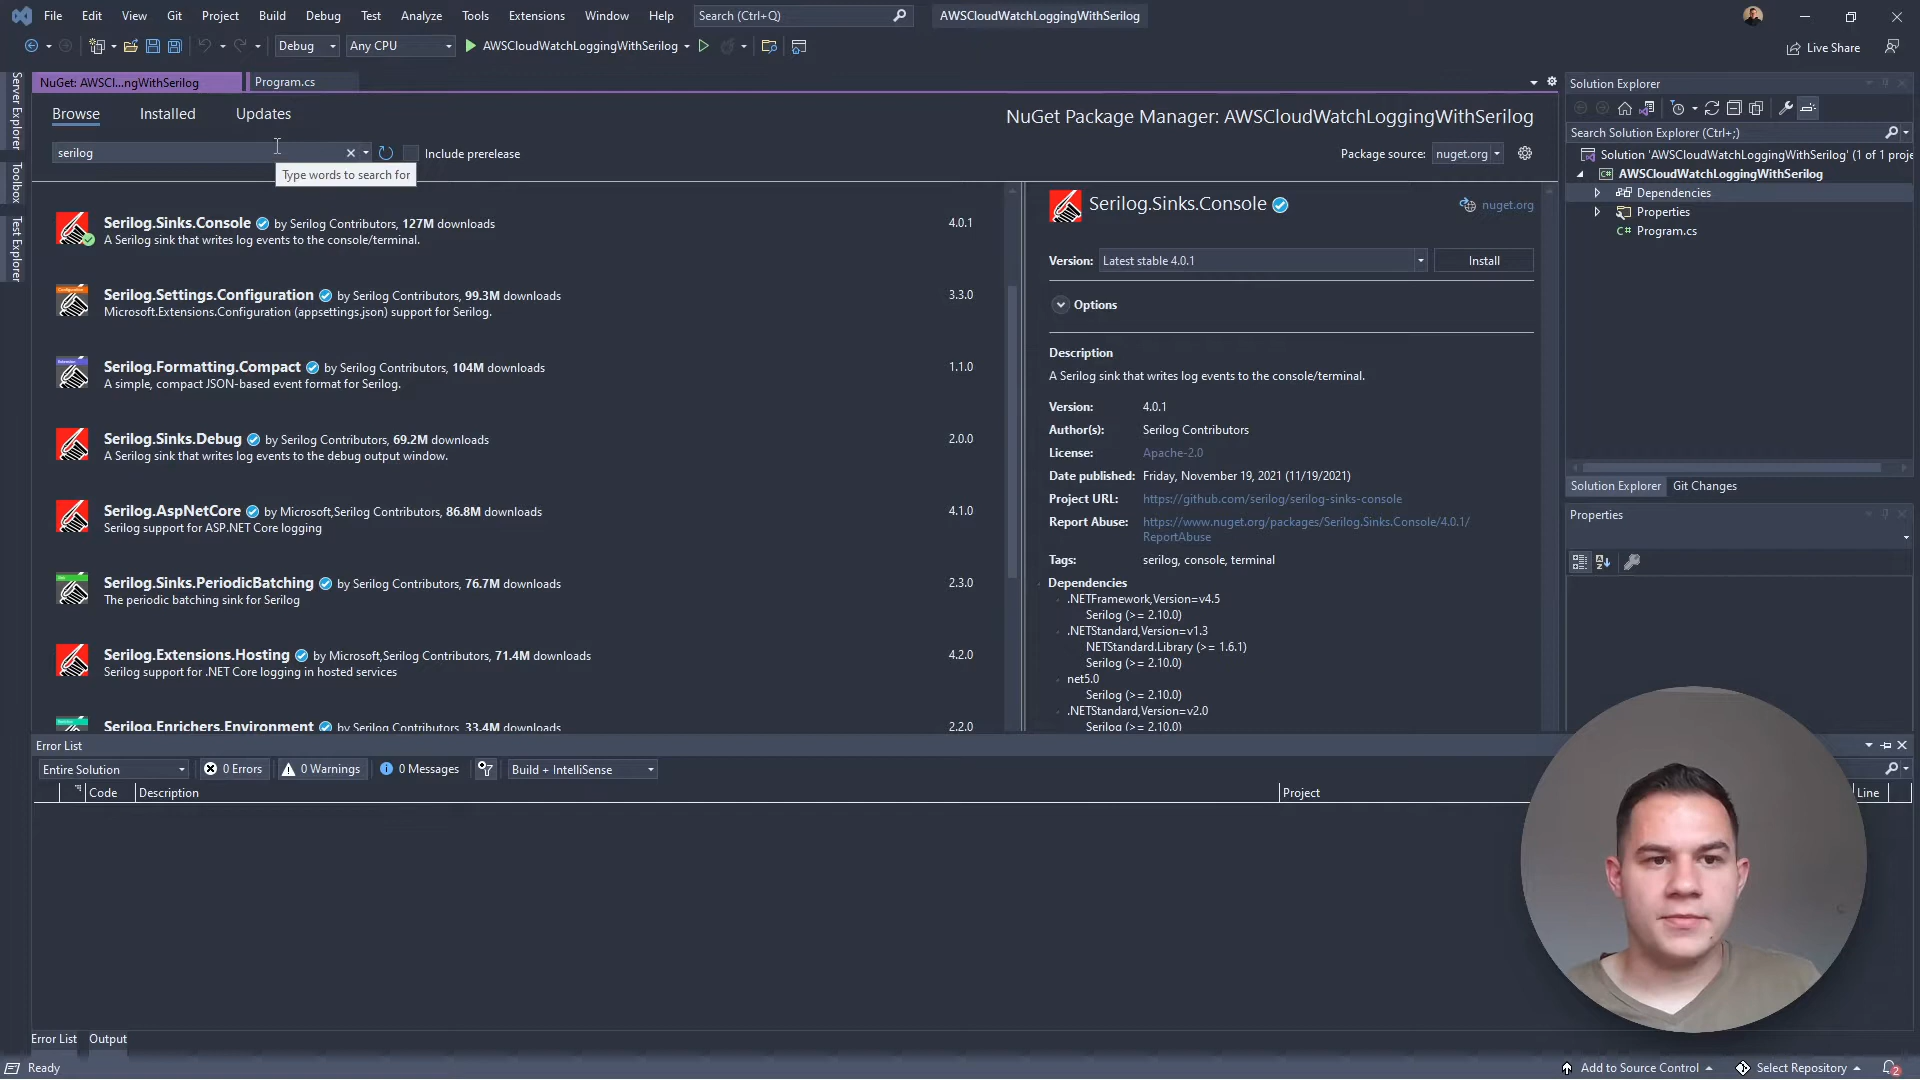 File Edit View Git Project Build Debug Test Analyze Tools Extensions Window Help Search (Ctrl+Q) AWSCloudWatchLoggingWithSerilog
Debug Any CPU AWSCloudWatchLoggingWithSerilog Live Share
Server Explorer
Toolbox
Test Explorer
NuGet: AWSCl...ngWithSerilog Program.cs
Browse Installed Updates
NuGet Package Manager: AWSCloudWatchLoggingWithSerilog
serilog
Include prerelease
Package source: nuget.org
Type words to search for
Serilog.Sinks.Console by Serilog Contributors, 127M downloads 4.0.1
A Serilog sink that writes log events to the console/terminal.
Serilog.Settings.Configuration by Serilog Contributors, 99.3M downloads 3.3.0
Microsoft.Extensions.Configuration (appsettings.json) support for Serilog.
Serilog.Formatting.Compact by Serilog Contributors, 104M downloads 1.1.0
A simple, compact JSON-based event format for Serilog.
Serilog.Sinks.Debug by Serilog Contributors, 69.2M downloads 2.0.0
A Serilog sink that writes log events to the debug output window.
Serilog.AspNetCore by Microsoft,Serilog Contributors, 86.8M downloads 4.1.0
Serilog support for ASP.NET Core logging
Serilog.Sinks.PeriodicBatching by Serilog Contributors, 76.7M downloads 2.3.0
The periodic batching sink for Serilog
Serilog.Extensions.Hosting by Microsoft,Serilog Contributors, 71.4M downloads 4.2.0
Serilog support for .NET Core logging in hosted services
Serilog.Enrichers.Environment by Serilog Contributors, 33.4M downloads 2.2.0
Serilog.Sinks.Console nuget.org
Version: Latest stable 4.0.1 Install
Options
Description
A Serilog sink that writes log events to the console/terminal.
Version: 4.0.1
Author(s): Serilog Contributors
License: Apache-2.0
Date published: Friday, November 19, 2021 (11/19/2021)
Project URL: https://github.com/serilog/serilog-sinks-console
Report Abuse: https://www.nuget.org/packages/Serilog.Sinks.Console/4.0.1/
ReportAbuse
Tags: serilog, console, terminal
Dependencies
.NETFramework,Version=v4.5
Serilog (>= 2.10.0)
.NETStandard,Version=v1.3
NETStandard.Library (>= 1.6.1)
Serilog (>= 2.10.0)
net5.0
Serilog (>= 2.10.0)
.NETStandard,Version=v2.0
Serilog (>= 2.10.0)
Solution Explorer
Search Solution Explorer (Ctrl+;)
Solution 'AWSCloudWatchLoggingWithSerilog' (1 of 1 proje
C# AWSCloudWatchLoggingWithSerilog
Dependencies
Properties
C# Program.cs
Solution Explorer Git Changes
Properties
Error List
Entire Solution 0 Errors 0 Warnings 0 Messages Build + IntelliSense
Code Description Project Line
Error List Output
Ready Add to Source Control Select Repository 2